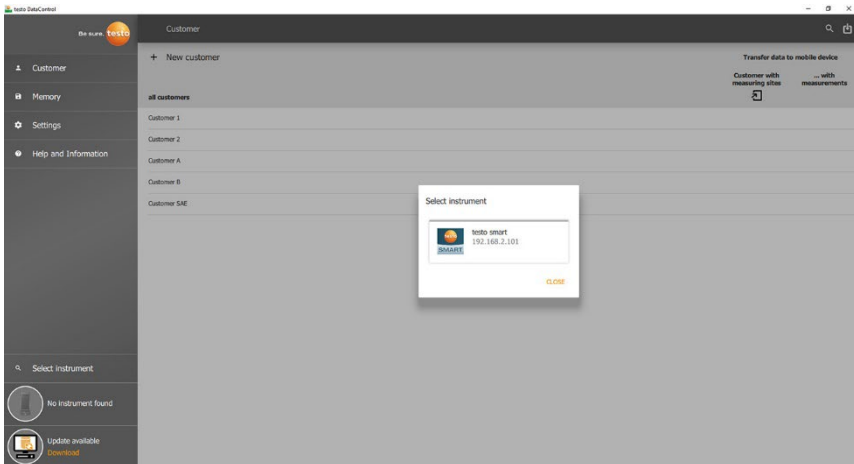 testo DataControl
Be sure. testo
Customer
Customer
Memory
Settings
Help and Information
+ New customer
Transfer data to mobile device
Customer with
measuring sites
... with
measurements
all customers
Customer 1
Customer 2
Customer A
Customer B
Customer SAE
Select instrument
testo
SMART
testo smart
192.168.2.101
CLOSE
Select instrument
No instrument found
Update available
Download